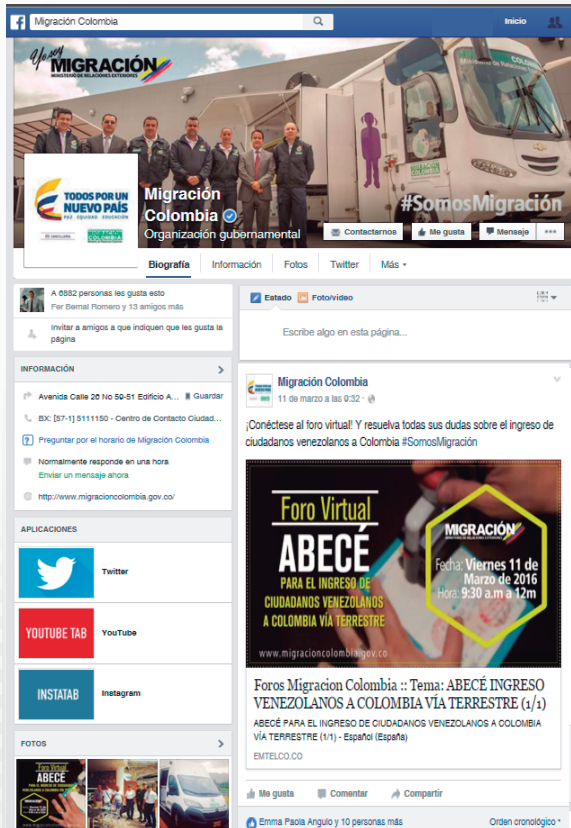 Migración Colombia
Inicio
Yo soy
MIGRACIÓN
MINISTERIO DE RELACIONES EXTERIORES
TODOS POR UN
NUEVO PAÍS
PAZ EQUIDAD EDUCACIÓN
#SomosMigración
Migración
Colombia
Organización gubernamental
Contactarnos
Me gusta
Mensaje
Biografía
Información
Fotos
Twitter
Más
A 6582 personas les gusta esto
Fer Bernal Romero y 13 amigos más
Invitar a amigos a que indiquen que les gusta la
página
INFORMACIÓN
Avenida Calle 26 No 59-51 Edificio A...
Guardar
BX: [57-1] 5111150 - Centro de Contacto Ciudad...
Preguntar por el horario de Migración Colombia
Normalmente responde en una hora
Enviar un mensaje ahora
http://www.migracioncolombia.gov.co/
APLICACIONES
Twitter
YOUTUBE TAB
YouTube
INSTATAB
Instagram
FOTOS
Foro Virtual
ABECÉ
Estado
Foto/video
Escribe algo en esta página...
Migración Colombia
11 de marzo a las 9:32
¡Conéctese al foro virtual! Y resuelva todas sus dudas sobre el ingreso de
ciudadanos venezolanos a Colombia #SomosMigración
Foro Virtual
ABECÉ
PARA EL INGRESO DE
CIUDADANOS VENEZOLANOS
A COLOMBIA VÍA TERRESTRE
www.migracioncolombia.gov.co
MIGRACIÓN
MINISTERIO DE RELACIONES EXTERIORES
Fecha: Viernes 11 de
Marzo de 2016
Hora: 9:30 a.m a 12m
Foros Migracion Colombia :: Tema: ABECÉ INGRESO
VENEZOLANOS A COLOMBIA VÍA TERRESTRE (1/1)
ABECÉ PARA EL INGRESO DE CIUDADANOS VENEZOLANOS A COLOMBIA
VÍA TERRESTRE (1/1) - Español (España)
EMTELCO.CO
Me gusta
Comentar
Compartir
Emma Paola Angulo y 10 personas más
Orden cronológico